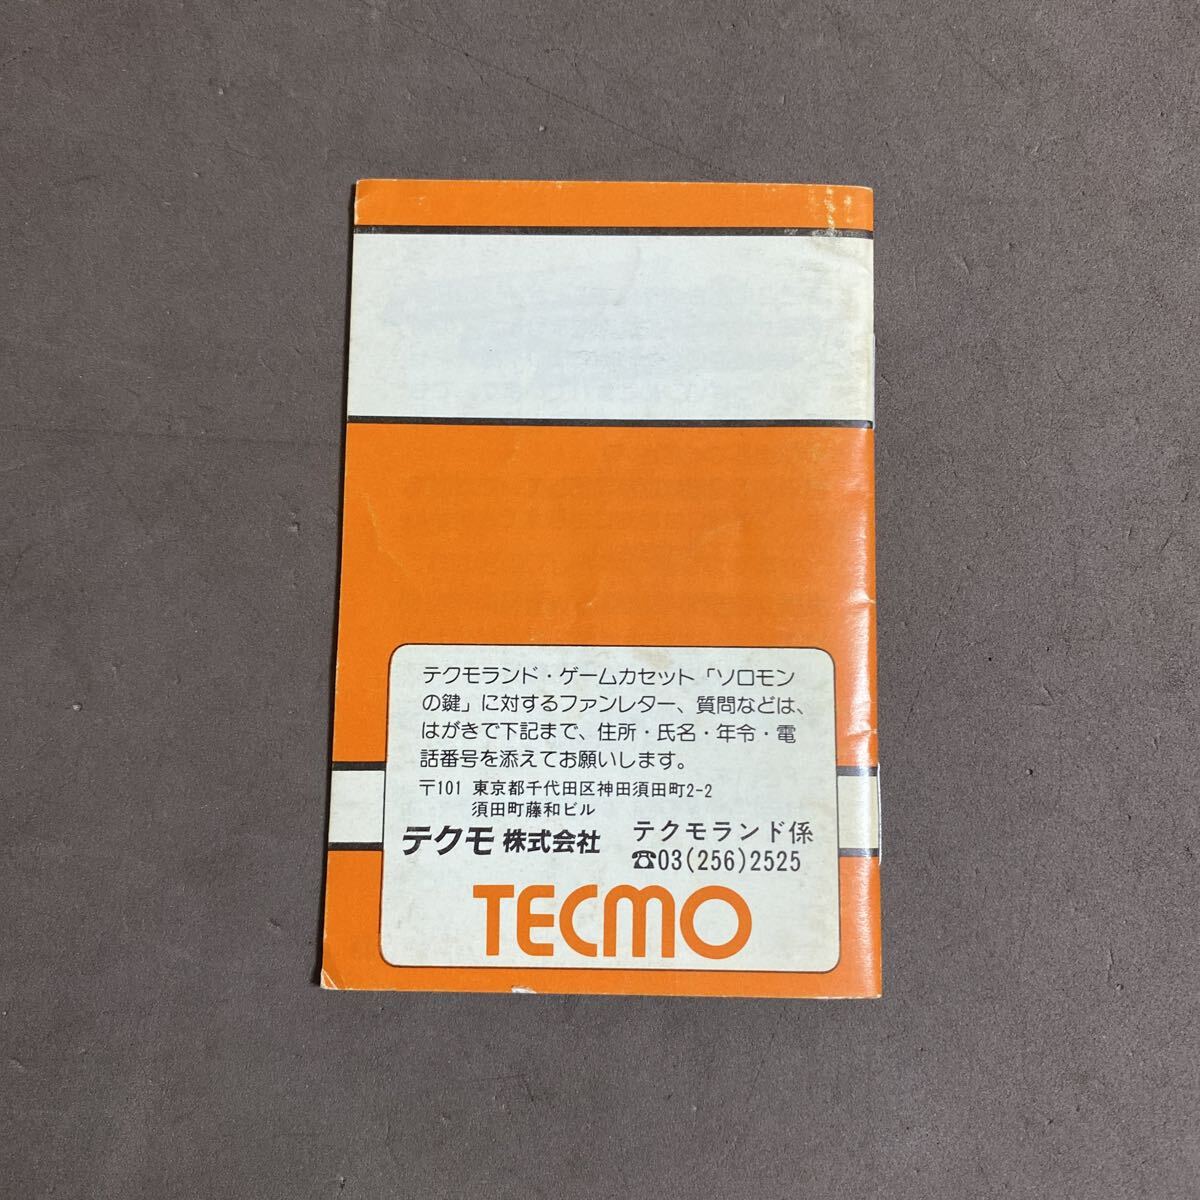 テクモランド・ゲームカセット「ソロモン
の鍵」に対するファンレター、質問などは、
はがきで下記まで、住所・氏名・年令・電
話番号を添えてお願いします。
〒101 東京都千代田区神田須田町2-2
須田町藤和ビル
テクモ株式会社 テクモランド係
☎03(256)2525
TECMO